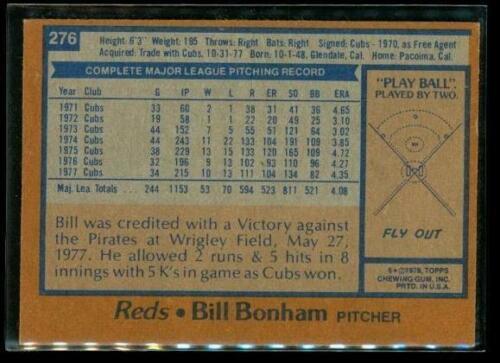 276
Height: 6'3" Weight: 195 Throws: Right Bats: Right Signed: Cubs - 1970, as Free Agent
Acquired: Trade with Cubs, 10-31-77 Born: 10-1-48, Glendale, Cal. Home: Pacoima, Cal.
COMPLETE MAJOR LEAGUE PITCHING RECORD
Year Club G IP W L R ER SO BB ERA
1971 Cubs 33 60 2 1 38 31 41 36 4.65
1972 Cubs 19 58 1 1 22 20 49 25 3.10
1973 Cubs 44 152 7 5 55 51 121 64 3.02
1974 Cubs 44 243 11 22 133 104 191 109 3.85
1975 Cubs 38 229 13 15 133 120 165 109 4.72
1976 Cubs 32 196 9 13 102 93 110 96 4.27
1977 Cubs 34 215 10 13 111 104 134 82 4.35
Maj. Lea. Totals ... 244 1153 53 70 594 523 811 521 4.08
Bill was credited with a Victory against
the Pirates at Wrigley Field, May 27,
1977. He allowed 2 runs & 5 hits in 8
innings with 5 K's in game as Cubs won.
"PLAY BALL"
PLAYED BY TWO.
FLY OUT
© 1978, TOPPS
CHEWING GUM, INC.
PRTD. IN U.S.A.
Reds • Bill Bonham PITCHER